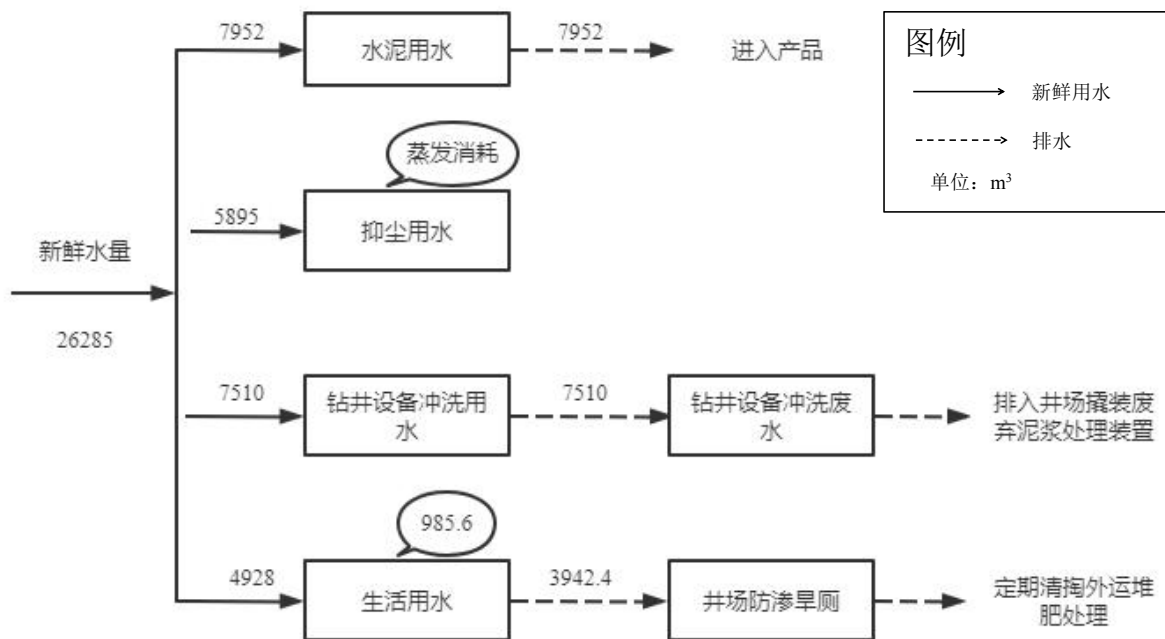 7952
水泥用水
7952
进入产品
图例
新鲜用水
排水
单位：m³
蒸发消耗
5895
抑尘用水
新鲜水量
26285
7510
钻井设备冲洗用
水
7510
钻井设备冲洗废
水
排入井场撬装废
弃泥浆处理装置
985.6
4928
生活用水
3942.4
井场防渗旱厕
定期清掏外运堆
肥处理